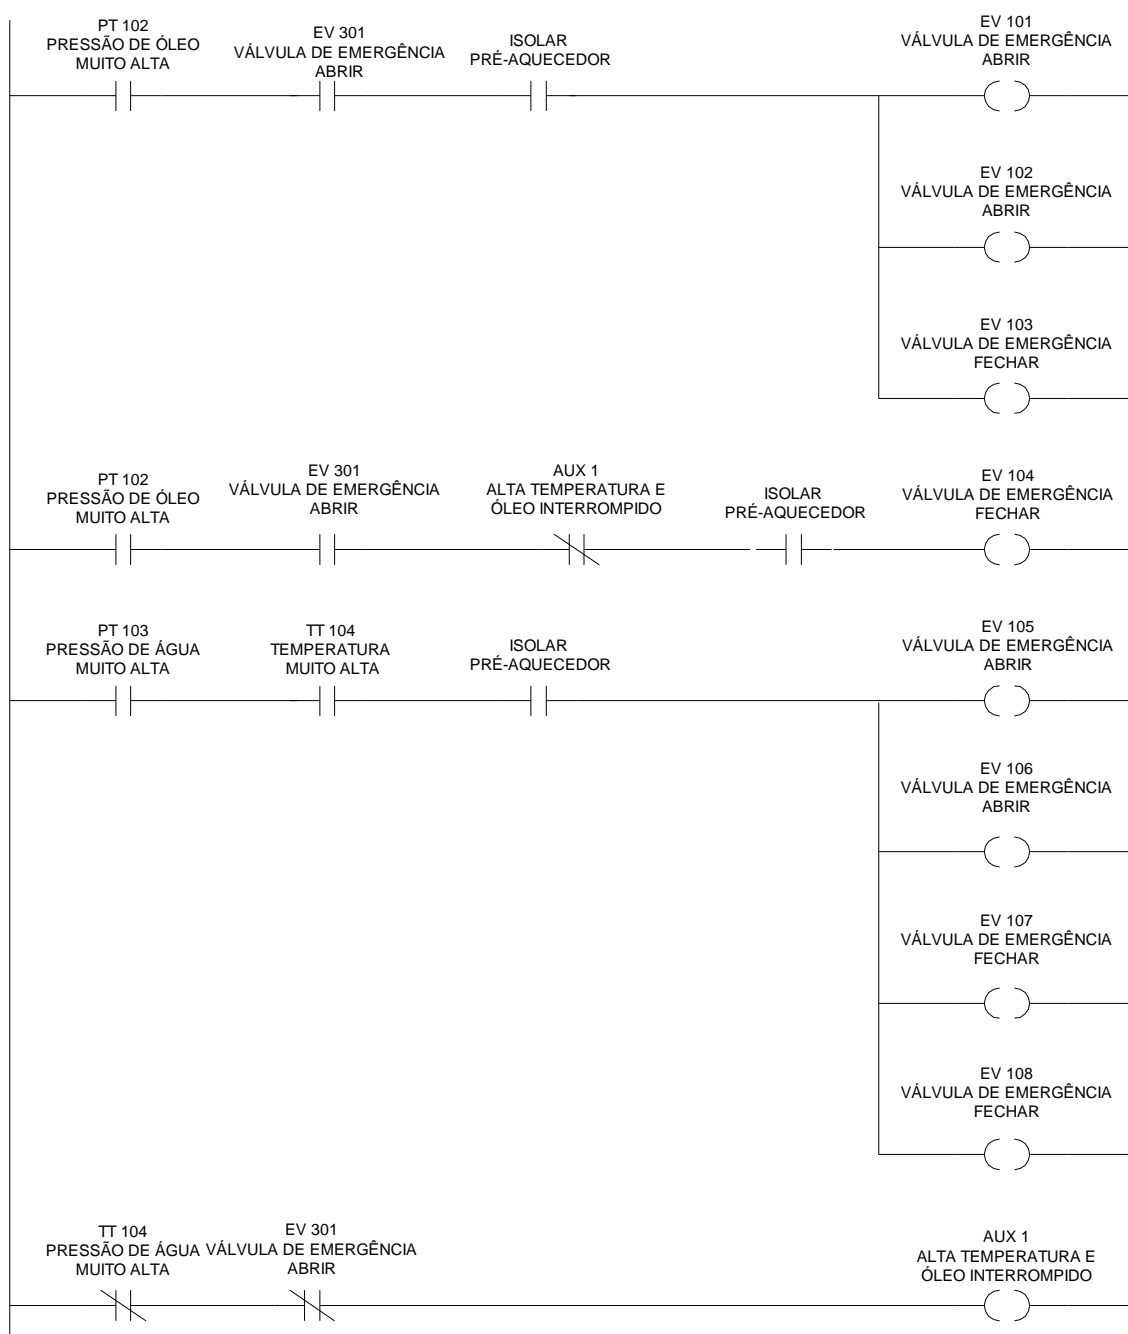 PT 102
PRESSÃO DE ÓLEO
MUITO ALTA
EV 301
VÁLVULA DE EMERGÊNCIA
ABRIR
ISOLAR
PRÉ-AQUECEDOR
EV 101
VÁLVULA DE EMERGÊNCIA
ABRIR
EV 102
VÁLVULA DE EMERGÊNCIA
ABRIR
EV 103
VÁLVULA DE EMERGÊNCIA
FECHAR
PT 102
PRESSÃO DE ÓLEO
MUITO ALTA
EV 301
VÁLVULA DE EMERGÊNCIA
ABRIR
AUX 1
ALTA TEMPERATURA E
ÓLEO INTERROMPIDO
ISOLAR
PRÉ-AQUECEDOR
EV 104
VÁLVULA DE EMERGÊNCIA
FECHAR
PT 103
PRESSÃO DE ÁGUA
MUITO ALTA
TT 104
TEMPERATURA
MUITO ALTA
ISOLAR
PRÉ-AQUECEDOR
EV 105
VÁLVULA DE EMERGÊNCIA
ABRIR
EV 106
VÁLVULA DE EMERGÊNCIA
ABRIR
EV 107
VÁLVULA DE EMERGÊNCIA
FECHAR
EV 108
VÁLVULA DE EMERGÊNCIA
FECHAR
TT 104
PRESSÃO DE ÁGUA
MUITO ALTA
EV 301
VÁLVULA DE EMERGÊNCIA
ABRIR
AUX 1
ALTA TEMPERATURA E
ÓLEO INTERROMPIDO